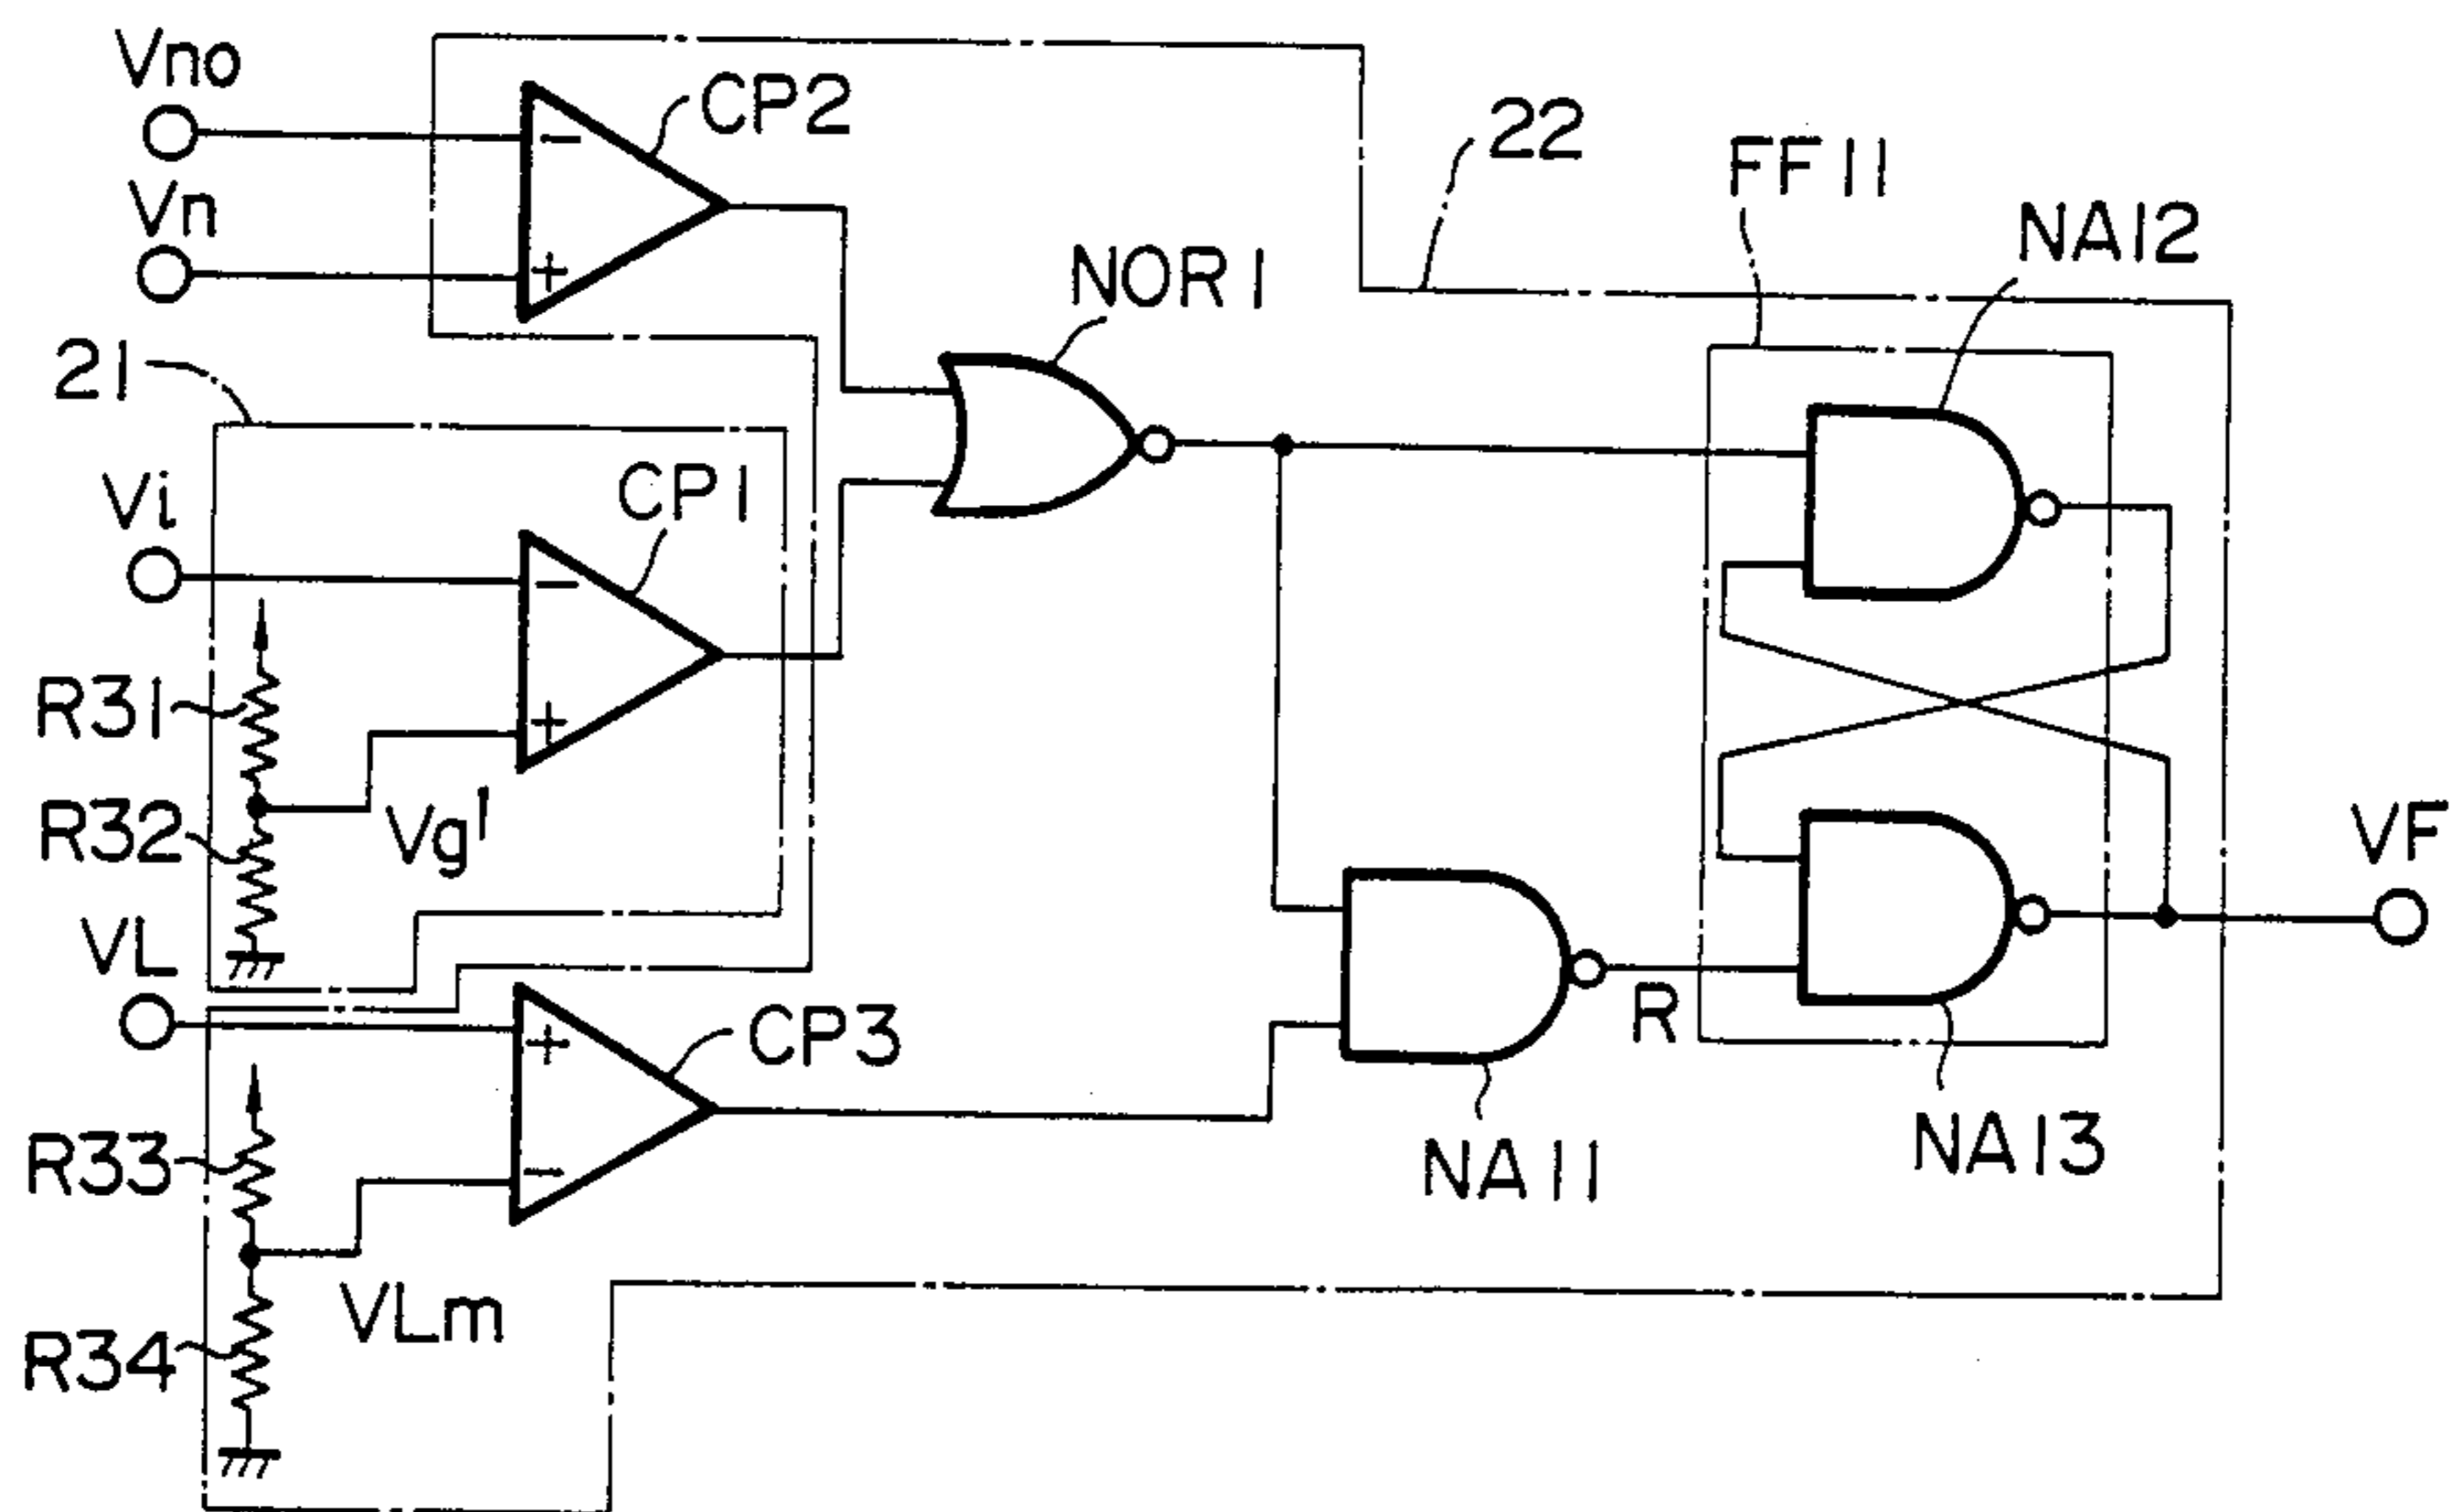 Vno
CP2
22
FF11
NA12
Vn
NOR1
21
Vi
CP1
R31
R32
Vg'
VL
VF
CP3
R
R33
NA11
NA13
VLm
R34
−
+
−
+
+
−